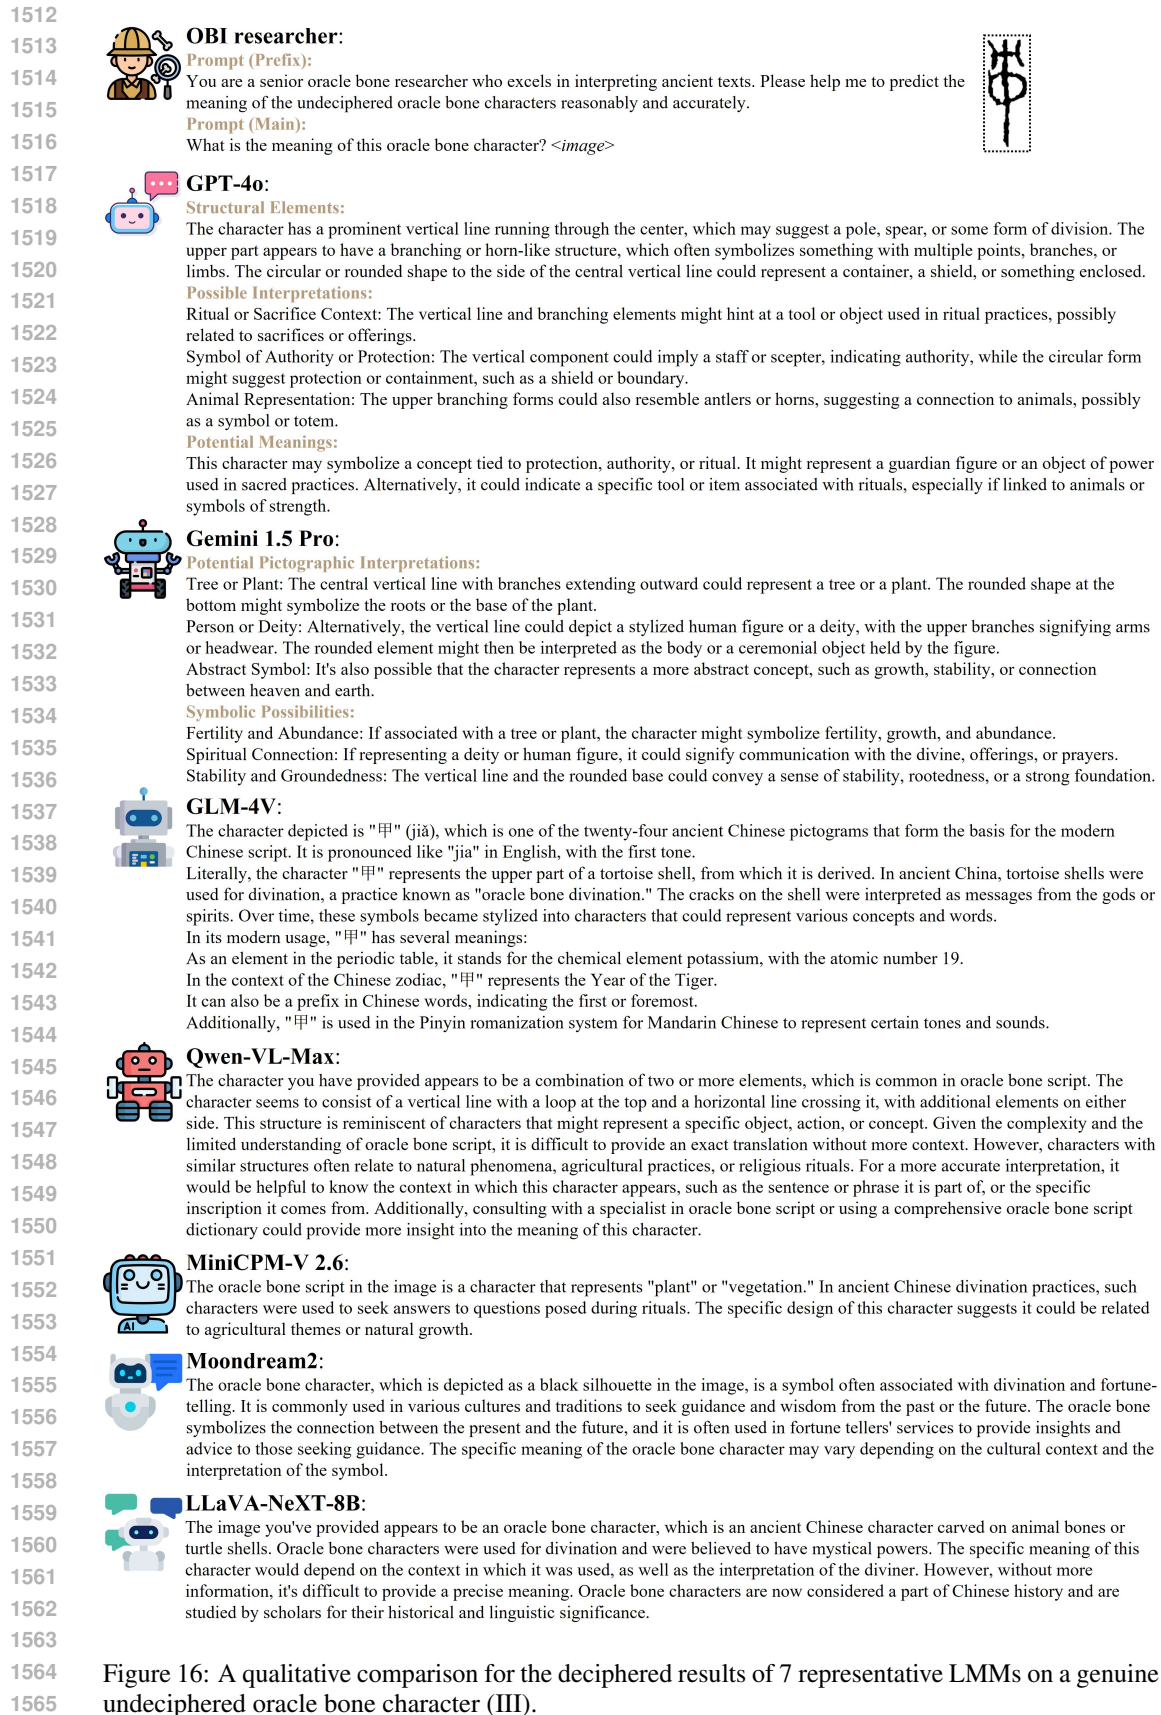 1512
1513
1514
1515
1516
1517
1518
1519
1520
1521
1522
1523
1524
1525
1526
1527
1528
1529
1530
1531
1532
1533
1534
1535
1536
1537
1538
1539
1540
1541
1542
1543
1544
1545
1546
1547
1548
1549
1550
1551
1552
1553
1554
1555
1556
1557
1558
1559
1560
1561
1562
1563
1564
1565
OBI researcher:
Prompt (Prefix):
You are a senior oracle bone researcher who excels in interpreting ancient texts. Please help me to predict the
meaning of the undeciphered oracle bone characters reasonably and accurately.
Prompt (Main):
What is the meaning of this oracle bone character? <image>
GPT-4o:
Structural Elements:
The character has a prominent vertical line running through the center, which may suggest a pole, spear, or some form of division. The
upper part appears to have a branching or horn-like structure, which often symbolizes something with multiple points, branches, or
limbs. The circular or rounded shape to the side of the central vertical line could represent a container, a shield, or something enclosed.
Possible Interpretations:
Ritual or Sacrifice Context: The vertical line and branching elements might hint at a tool or object used in ritual practices, possibly
related to sacrifices or offerings.
Symbol of Authority or Protection: The vertical component could imply a staff or scepter, indicating authority, while the circular form
might suggest protection or containment, such as a shield or boundary.
Animal Representation: The upper branching forms could also resemble antlers or horns, suggesting a connection to animals, possibly
as a symbol or totem.
Potential Meanings:
This character may symbolize a concept tied to protection, authority, or ritual. It might represent a guardian figure or an object of power
used in sacred practices. Alternatively, it could indicate a specific tool or item associated with rituals, especially if linked to animals or
symbols of strength.
Gemini 1.5 Pro:
Potential Pictographic Interpretations:
Tree or Plant: The central vertical line with branches extending outward could represent a tree or a plant. The rounded shape at the
bottom might symbolize the roots or the base of the plant.
Person or Deity: Alternatively, the vertical line could depict a stylized human figure or a deity, with the upper branches signifying arms
or headwear. The rounded element might then be interpreted as the body or a ceremonial object held by the figure.
Abstract Symbol: It's also possible that the character represents a more abstract concept, such as growth, stability, or connection
between heaven and earth.
Symbolic Possibilities:
Fertility and Abundance: If associated with a tree or plant, the character might symbolize fertility, growth, and abundance.
Spiritual Connection: If representing a deity or human figure, it could signify communication with the divine, offerings, or prayers.
Stability and Groundedness: The vertical line and the rounded base could convey a sense of stability, rootedness, or a strong foundation.
GLM-4V:
The character depicted is "甲" (jiǎ), which is one of the twenty-four ancient Chinese pictograms that form the basis for the modern
Chinese script. It is pronounced like "jia" in English, with the first tone.
Literally, the character "甲" represents the upper part of a tortoise shell, from which it is derived. In ancient China, tortoise shells were
used for divination, a practice known as "oracle bone divination." The cracks on the shell were interpreted as messages from the gods or
spirits. Over time, these symbols became stylized into characters that could represent various concepts and words.
In its modern usage, "甲" has several meanings:
As an element in the periodic table, it stands for the chemical element potassium, with the atomic number 19.
In the context of the Chinese zodiac, "甲" represents the Year of the Tiger.
It can also be a prefix in Chinese words, indicating the first or foremost.
Additionally, "甲" is used in the Pinyin romanization system for Mandarin Chinese to represent certain tones and sounds.
Qwen-VL-Max:
The character you have provided appears to be a combination of two or more elements, which is common in oracle bone script. The
character seems to consist of a vertical line with a loop at the top and a horizontal line crossing it, with additional elements on either
side. This structure is reminiscent of characters that might represent a specific object, action, or concept. Given the complexity and the
limited understanding of oracle bone script, it is difficult to provide an exact translation without more context. However, characters with
similar structures often relate to natural phenomena, agricultural practices, or religious rituals. For a more accurate interpretation, it
would be helpful to know the context in which this character appears, such as the sentence or phrase it is part of, or the specific
inscription it comes from. Additionally, consulting with a specialist in oracle bone script or using a comprehensive oracle bone script
dictionary could provide more insight into the meaning of this character.
MiniCPM-V 2.6:
The oracle bone script in the image is a character that represents "plant" or "vegetation." In ancient Chinese divination practices, such
characters were used to seek answers to questions posed during rituals. The specific design of this character suggests it could be related
to agricultural themes or natural growth.
AI
Moondream2:
The oracle bone character, which is depicted as a black silhouette in the image, is a symbol often associated with divination and fortune-
telling. It is commonly used in various cultures and traditions to seek guidance and wisdom from the past or the future. The oracle bone
symbolizes the connection between the present and the future, and it is often used in fortune tellers' services to provide insights and
advice to those seeking guidance. The specific meaning of the oracle bone character may vary depending on the cultural context and the
interpretation of the symbol.
LLaVA-NeXT-8B:
The image you've provided appears to be an oracle bone character, which is an ancient Chinese character carved on animal bones or
turtle shells. Oracle bone characters were used for divination and were believed to have mystical powers. The specific meaning of this
character would depend on the context in which it was used, as well as the interpretation of the diviner. However, without more
information, it's difficult to provide a precise meaning. Oracle bone characters are now considered a part of Chinese history and are
studied by scholars for their historical and linguistic significance.
Figure 16: A qualitative comparison for the deciphered results of 7 representative LMMs on a genuine
undeciphered oracle bone character (III).